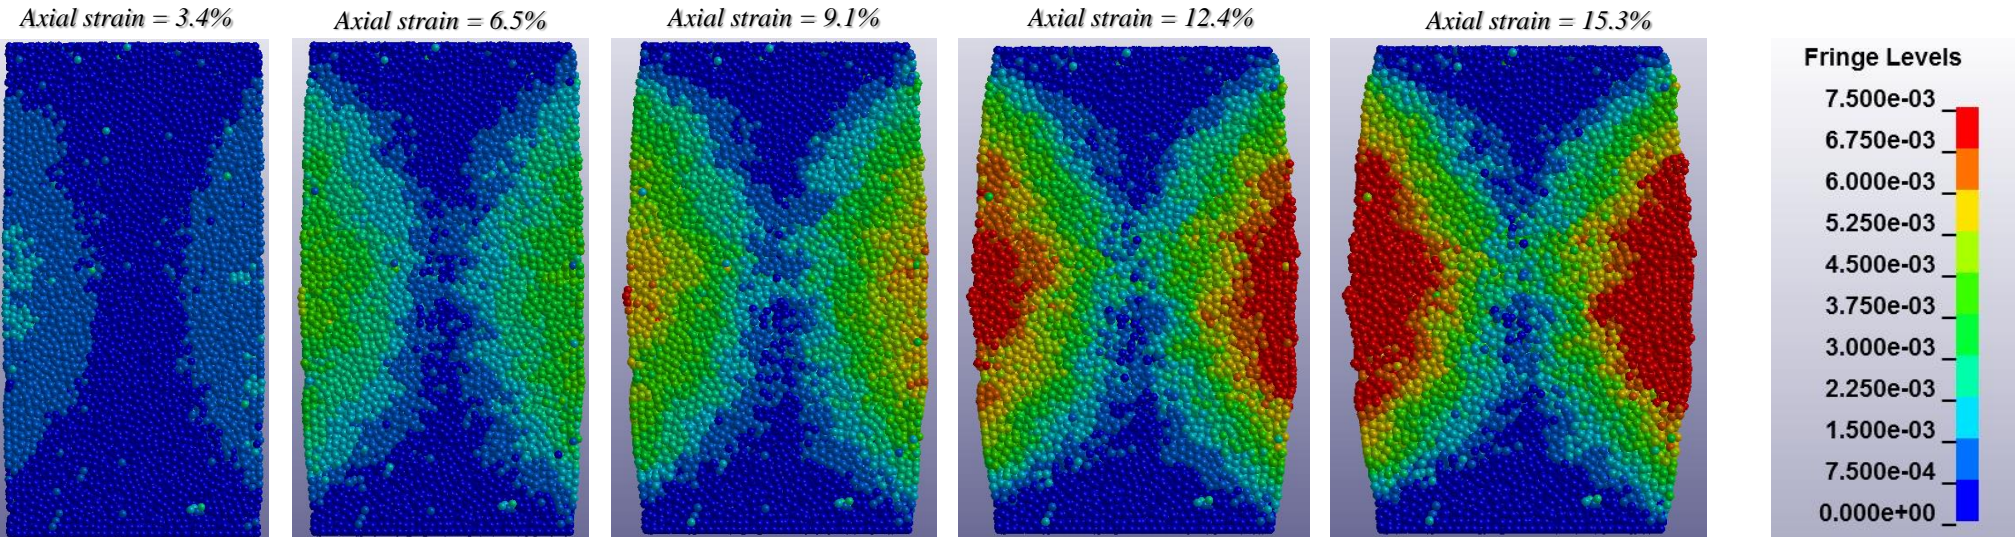 Axial strain = 3.4%
Axial strain = 6.5%
Axial strain = 9.1%
Axial strain = 12.4%
Axial strain = 15.3%
Fringe Levels
7.500e-03
6.750e-03
6.000e-03
5.250e-03
4.500e-03
3.750e-03
3.000e-03
2.250e-03
1.500e-03
7.500e-04
0.000e+00